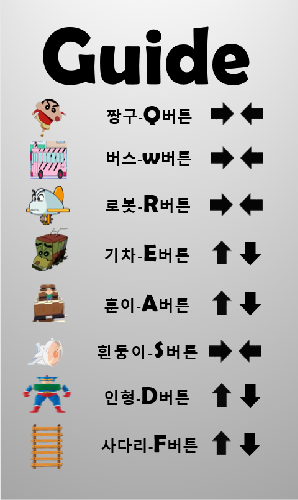 Guide
짱구-Q버튼
버스-w버튼
로봇-R버튼
기차-E버튼
훈이-A버튼
흰둥이-S버튼
인형-D버튼
사다리-F버튼